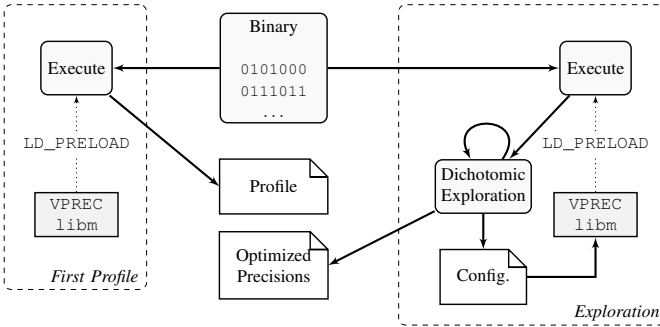 Binary
0101000
0111011
...
Execute
Execute
LD_PRELOAD
LD_PRELOAD
Profile
Dichotomic
Exploration
VPREC
libm
VPREC
libm
Optimized
Precisions
Config.
First Profile
Exploration